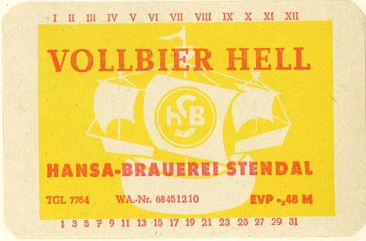 I II III IV V VI VII VIII IX X XI XII
VOLLBIER HELL
HSB
HANSA-BRAUEREI STENDAL
TGL 7764 WA.-Nr. 68451210 EVP -,48 M
1 3 5 7 9 11 13 15 17 19 21 23 25 27 29 31